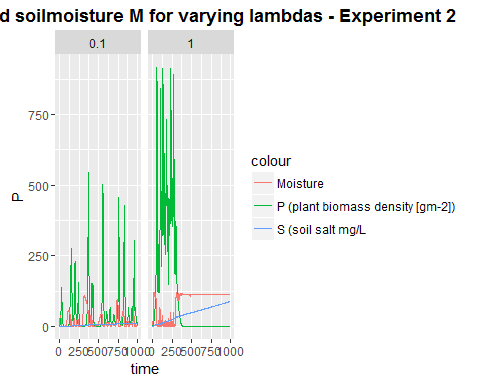 d soilmoisture M for varying lambdas - Experiment 2
0.1 1
750
500
250
0
P
0 250 500 750 1000 0 250 500 750 1000
time
colour
Moisture
P (plant biomass density [gm-2])
S (soil salt mg/L